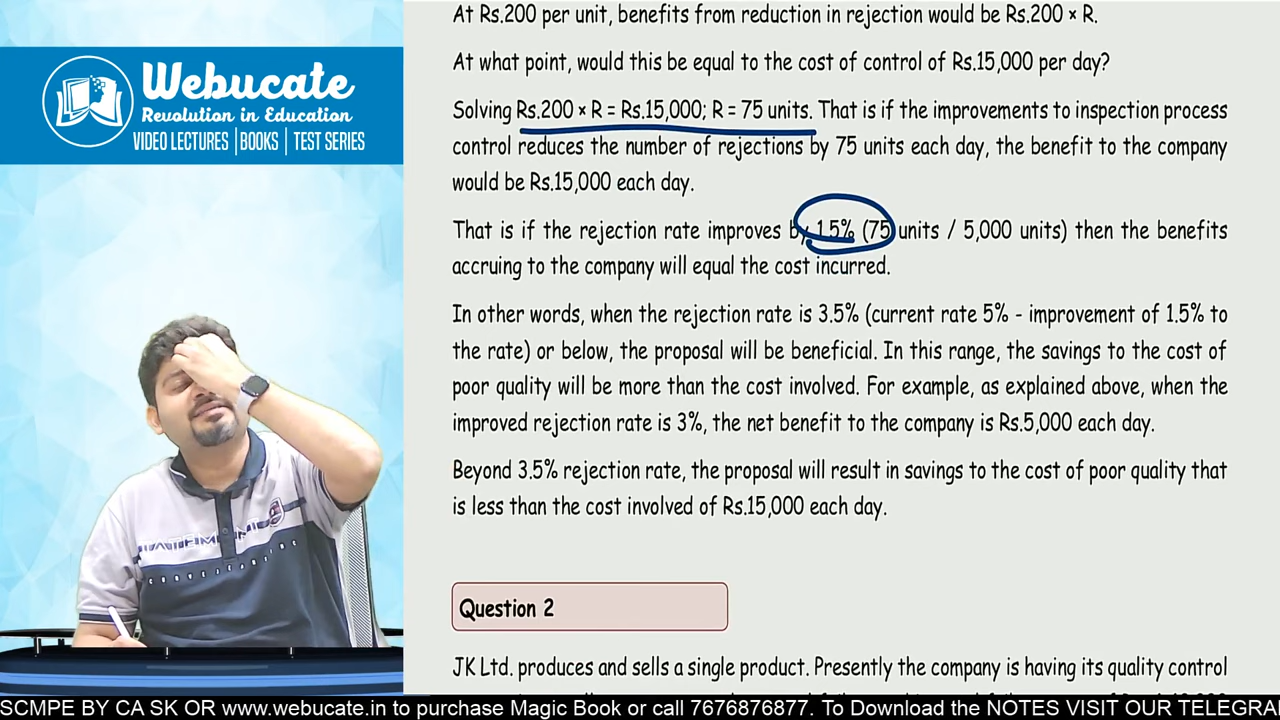 Webucate
Revolution in Education
VIDEO LECTURES | BOOKS | TEST SERIES
At Rs.200 per unit, benefits from reduction in rejection would be Rs.200 × R.
At what point, would this be equal to the cost of control of Rs.15,000 per day?
Solving Rs.200 × R = Rs.15,000; R = 75 units. That is if the improvements to inspection process
control reduces the number of rejections by 75 units each day, the benefit to the company
would be Rs.15,000 each day.
That is if the rejection rate improves by 1.5% (75 units / 5,000 units) then the benefits
accruing to the company will equal the cost incurred.
In other words, when the rejection rate is 3.5% (current rate 5% - improvement of 1.5% to
the rate) or below, the proposal will be beneficial. In this range, the savings to the cost of
poor quality will be more than the cost involved. For example, as explained above, when the
improved rejection rate is 3%, the net benefit to the company is Rs.5,000 each day.
Beyond 3.5% rejection rate, the proposal will result in savings to the cost of poor quality that
is less than the cost involved of Rs.15,000 each day.
Question 2
JK Ltd. produces and sells a single product. Presently the company is having its quality control
SCMPE BY CA SK OR www.webucate.in to purchase Magic Book or call 7676876877. To Download the NOTES VISIT OUR TELEGRA